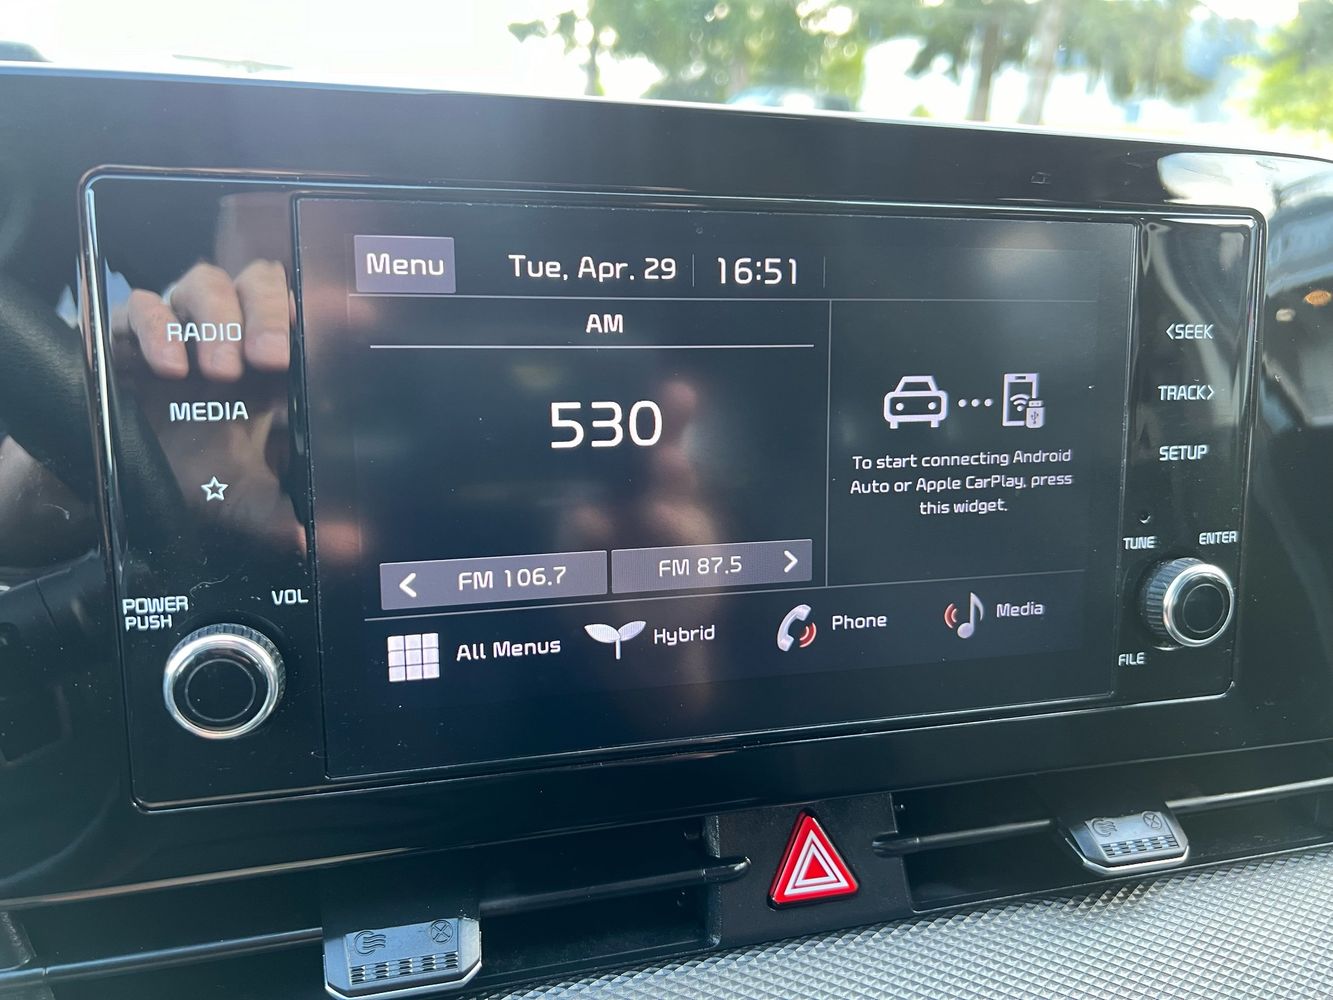 Menu
Tue, Apr. 29
16:51
RADIO
MEDIA
POWER
PUSH
VOL
AM
530
FM 106.7
FM 87.5
To start connecting Android
Auto or Apple CarPlay, press
this widget.
All Menus
Hybrid
Phone
Media
<SEEK
TRACK>
SETUP
TUNE
ENTER
FILE